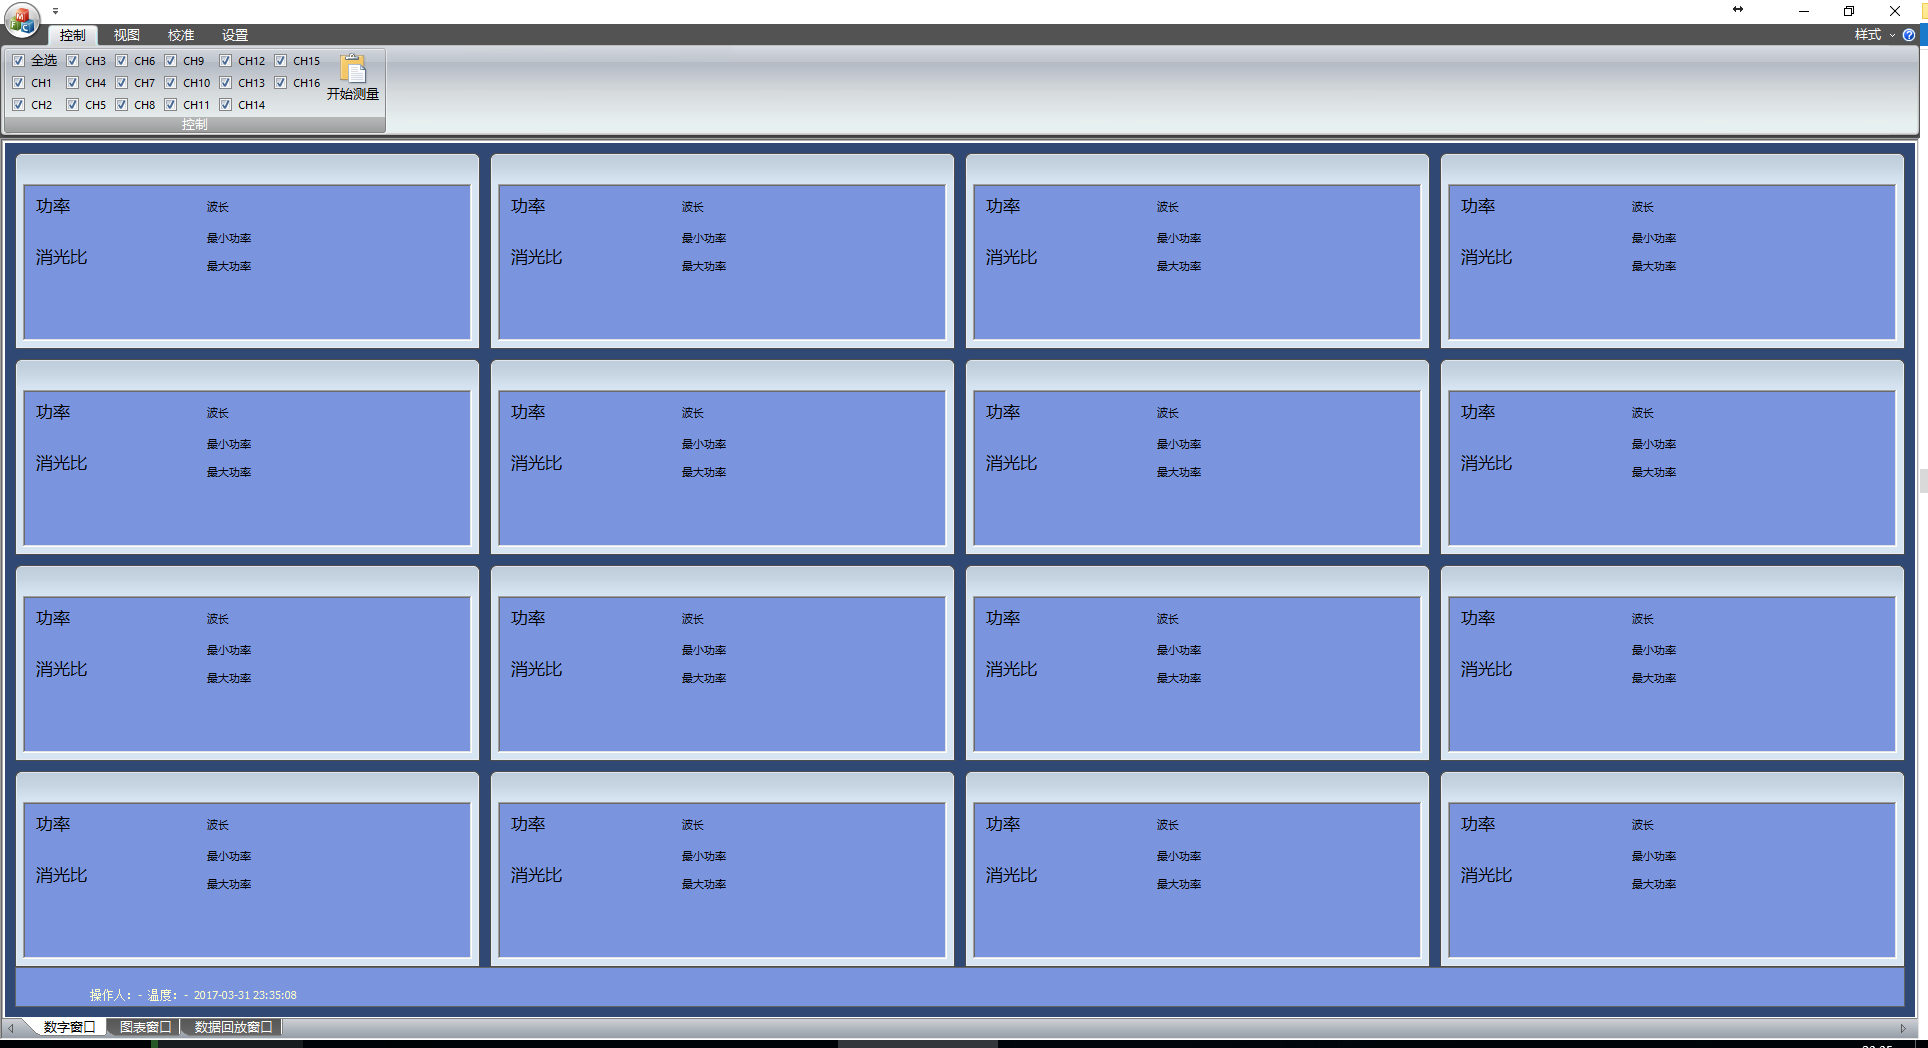 控制 视图 校准 设置 样式
全选 CH3 CH6 CH9 CH12 CH15
CH1 CH4 CH7 CH10 CH13 CH16
CH2 CH5 CH8 CH11 CH14
开始测量
控制
功率 波长 功率 波长 功率 波长 功率 波长
最小功率 最小功率 最小功率 最小功率
消光比 消光比 消光比 消光比
最大功率 最大功率 最大功率 最大功率
功率 波长 功率 波长 功率 波长 功率 波长
最小功率 最小功率 最小功率 最小功率
消光比 消光比 消光比 消光比
最大功率 最大功率 最大功率 最大功率
功率 波长 功率 波长 功率 波长 功率 波长
最小功率 最小功率 最小功率 最小功率
消光比 消光比 消光比 消光比
最大功率 最大功率 最大功率 最大功率
功率 波长 功率 波长 功率 波长 功率 波长
最小功率 最小功率 最小功率 最小功率
消光比 消光比 消光比 消光比
最大功率 最大功率 最大功率 最大功率
操作人：- 温度：- 2017-03-31 23:35:08
数字窗口 图表窗口 数据回放窗口